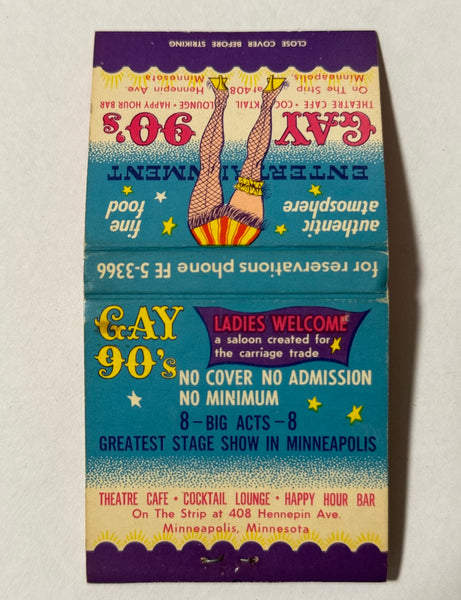 for reservations phone FE 5-3366
authentic atmosphere
fine food
ENTERTAINMENT
GAY 90's
THEATRE CAFE • COCKTAIL LOUNGE • HAPPY HOUR BAR
On The Strip at 408 Hennepin Ave
Minneapolis, Minnesota
CLOSE COVER BEFORE STRIKING
GAY
90's
LADIES WELCOME
a saloon created for
the carriage trade
NO COVER NO ADMISSION
NO MINIMUM
8-BIG ACTS-8
GREATEST STAGE SHOW IN MINNEAPOLIS
THEATRE CAFE • COCKTAIL LOUNGE • HAPPY HOUR BAR
On The Strip at 408 Hennepin Ave.
Minneapolis, Minnesota